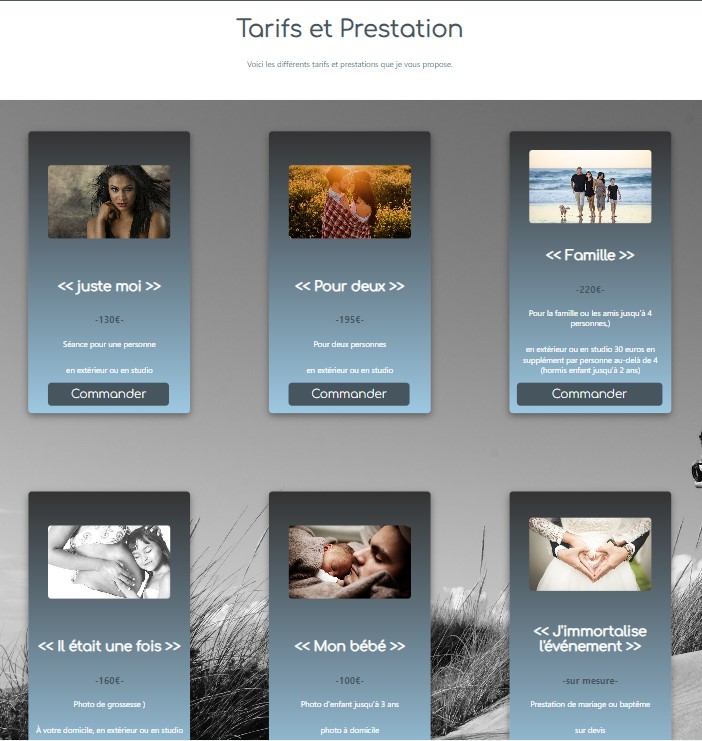 Tarifs et Prestation
Voici les différents tarifs et prestations que je vous propose.
<< juste moi >>
-130€-
Séance pour une personne
en extérieur ou en studio
Commander
<< Pour deux >>
-195€-
Pour deux personnes
en extérieur ou en studio
Commander
<< Famille >>
-220€-
Pour la famille ou les amis jusqu'à 4
personnes,)
en extérieur ou en studio 30 euros en
supplément par personne au-delà de 4
(hormis enfant jusqu'à 2 ans)
Commander
<< Il était une fois >>
-160€-
Photo de grossesse )
À votre domicile, en extérieur ou en studio
<< Mon bébé >>
-100€-
Photo d'enfant jusqu'à 3 ans
photo à domicile
<< J'immortalise
l'événement >>
-sur mesure-
Prestation de mariage ou baptême
sur devis